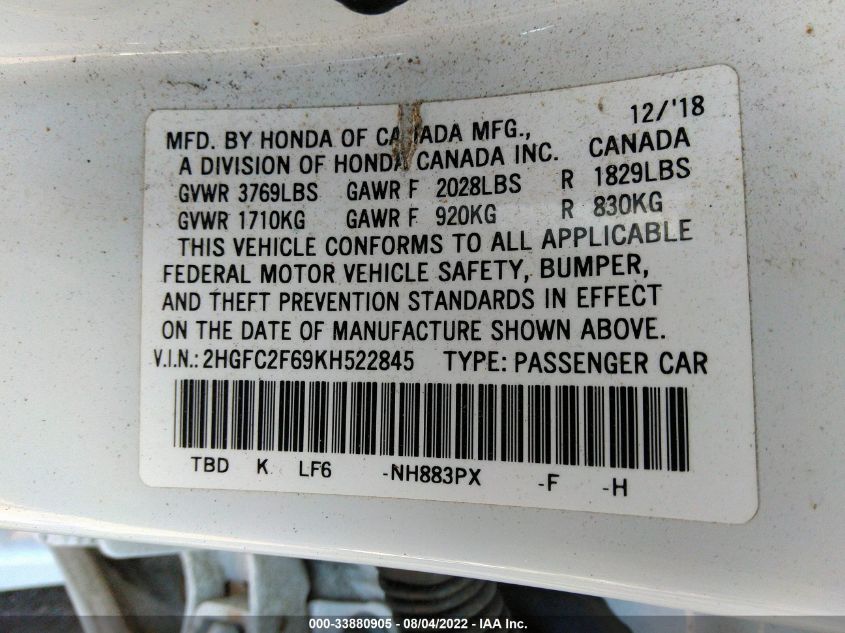 12/'18
MFD. BY HONDA OF CANADA MFG.,
A DIVISION OF HONDA CANADA INC. CANADA
GVWR 3769LBS GAWR F 2028LBS R 1829LBS
GVWR 1710KG GAWR F 920KG R 830KG
THIS VEHICLE CONFORMS TO ALL APPLICABLE
FEDERAL MOTOR VEHICLE SAFETY, BUMPER,
AND THEFT PREVENTION STANDARDS IN EFFECT
ON THE DATE OF MANUFACTURE SHOWN ABOVE.
V.I.N.: 2HGFC2F69KH522845 TYPE: PASSENGER CAR
TBD K LF6 -NH883PX -F -H
000-33880905 - 08/04/2022 - IAA Inc.